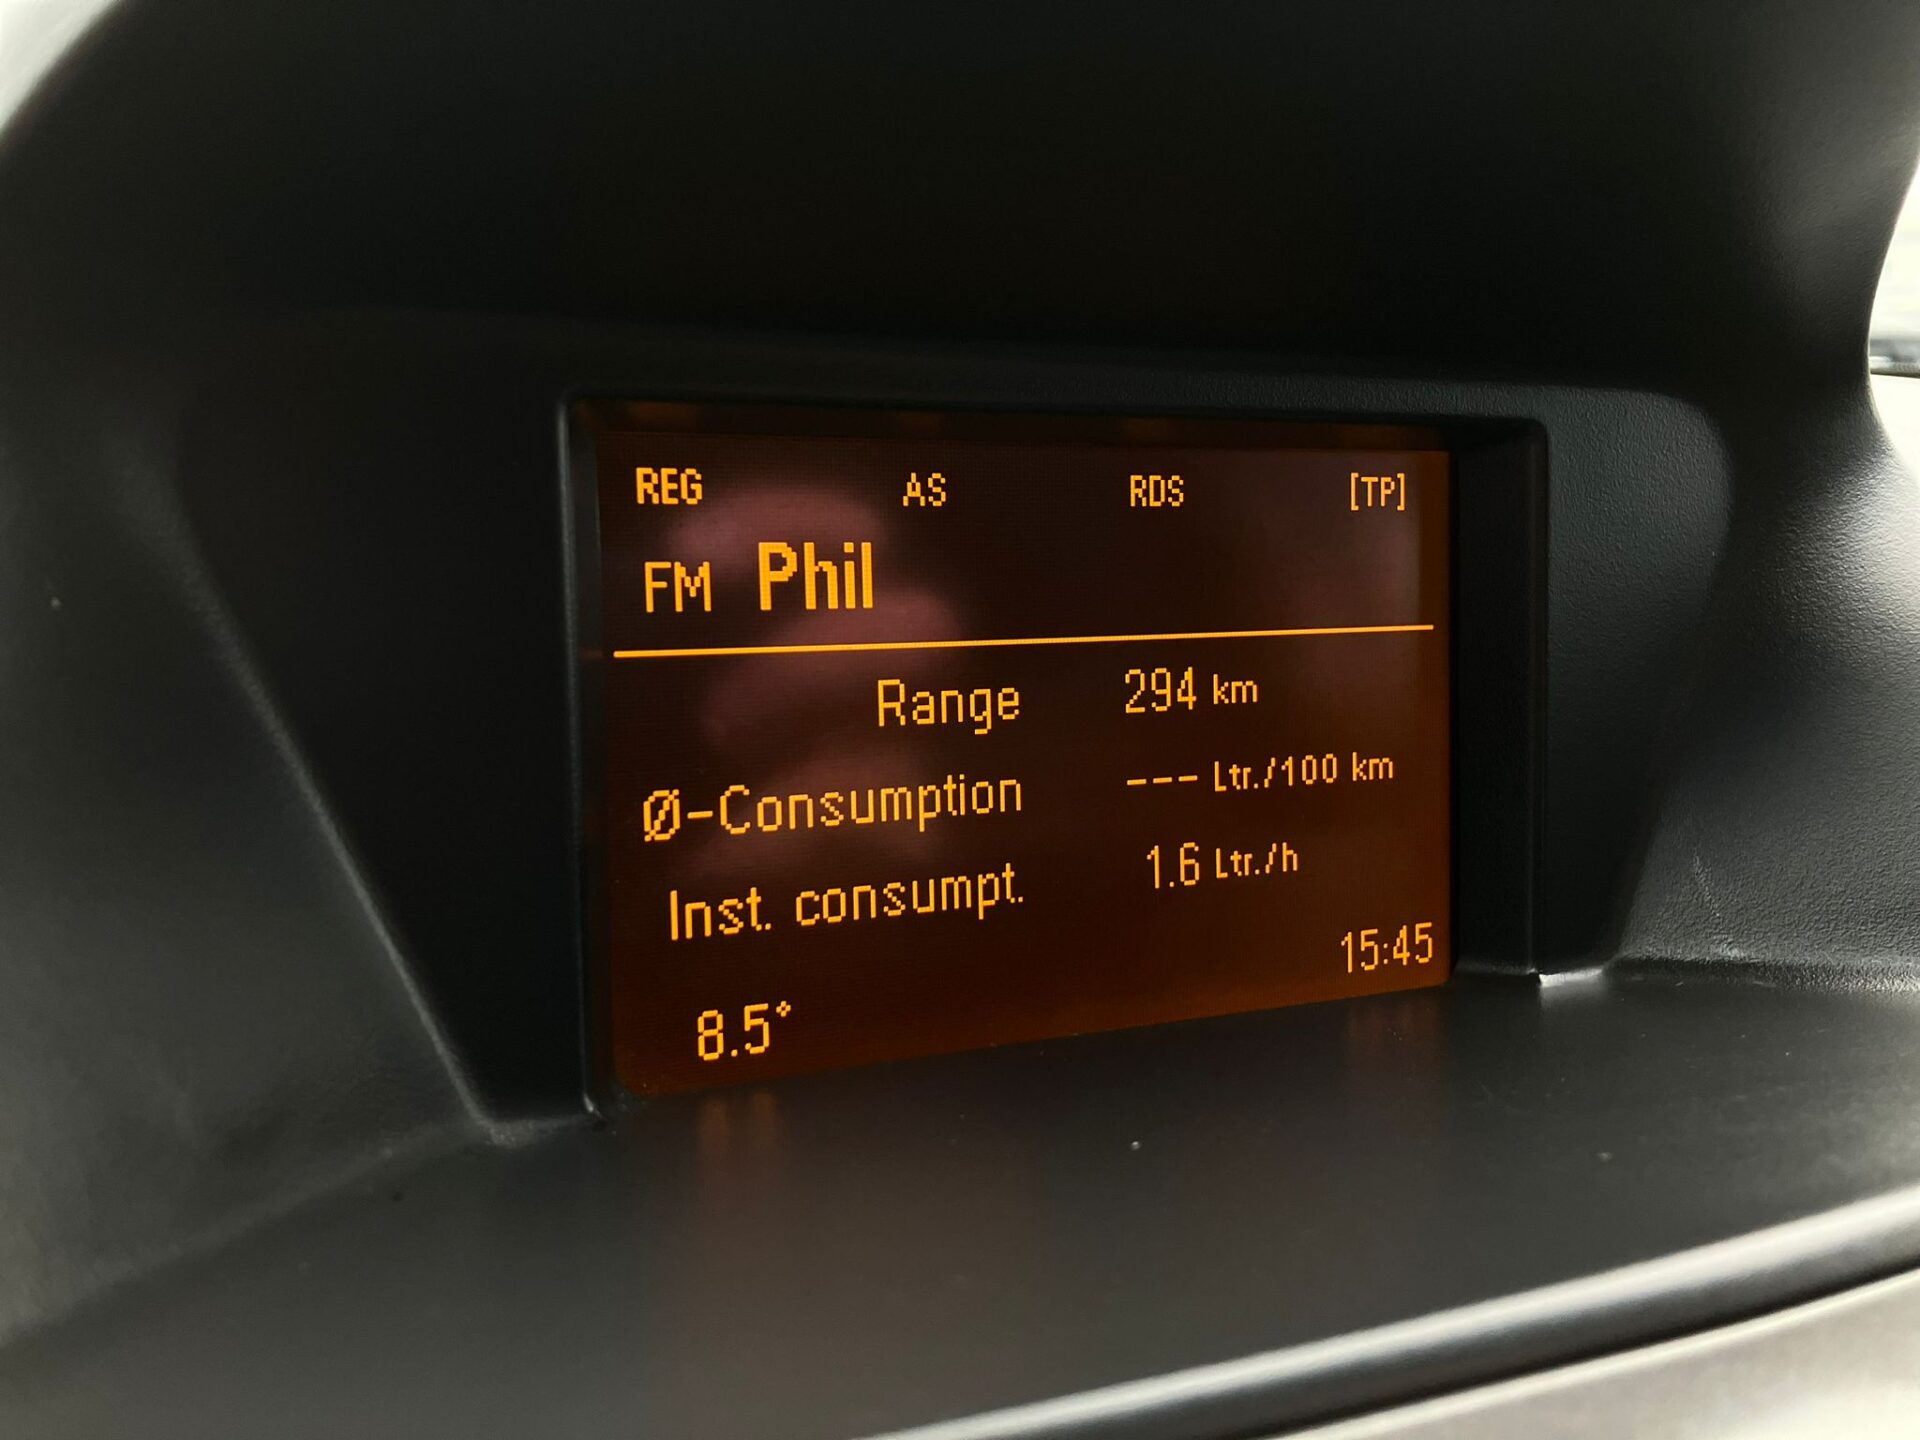 REG AS RDS [TP]
FM Phil
Range 294 km
Ø-Consumption --- Ltr./100 km
Inst. consumpt. 1.6 Ltr./h
15:45
8.5°